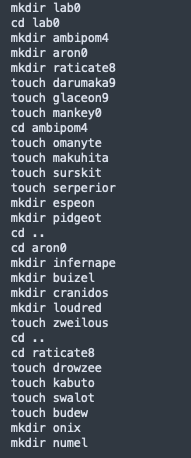 mkdir lab0
cd lab0
mkdir ambipom4
mkdir aron0
mkdir raticate8
touch darumaka9
touch glaceon9
touch mankey0
cd ambipom4
touch omanyte
touch makuhita
touch surskit
touch serperior
mkdir espeon
mkdir pidgeot
cd ..
cd aron0
mkdir infernape
mkdir buizel
mkdir cranidos
mkdir loudred
touch zweilous
cd ..
cd raticate8
touch drowzee
touch kabuto
touch swalot
touch budew
mkdir onix
mkdir numel